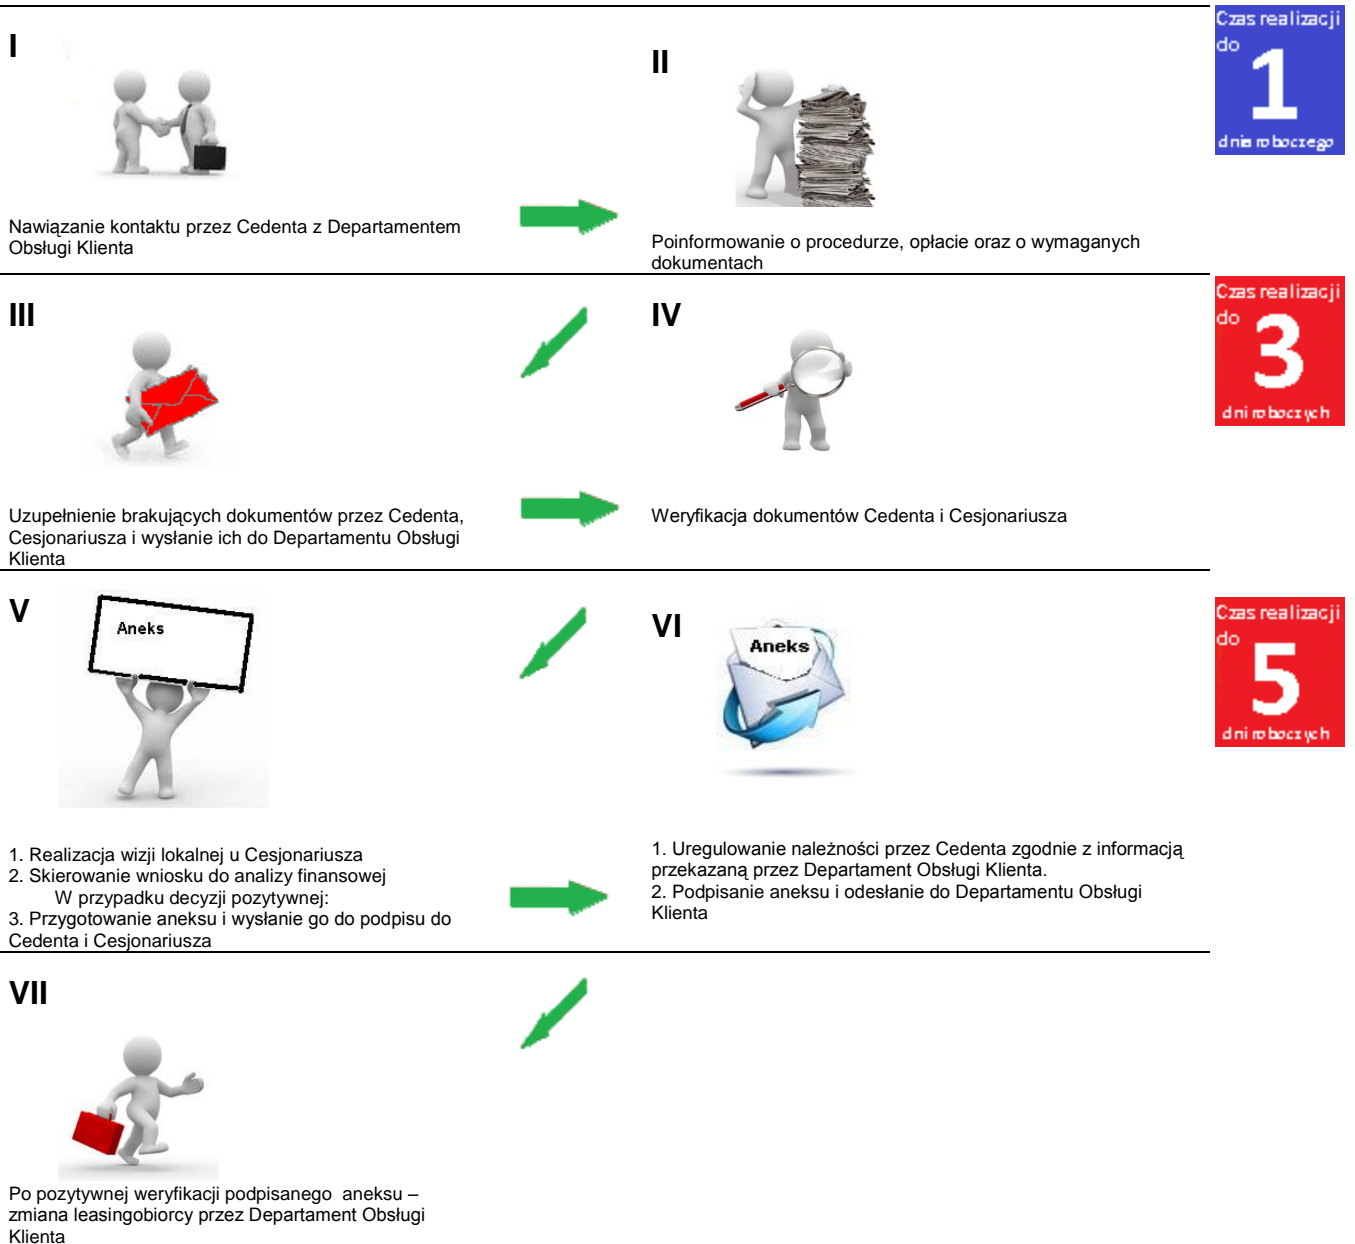 I
II
Czas realizacji
do
1
dnia roboczego
Nawiązanie kontaktu przez Cedenta z Departamentem
Obsługi Klienta
Poinformowanie o procedurze, opłacie oraz o wymaganych
dokumentach
III
IV
Czas realizacji
do
3
dni roboczych
Uzupełnienie brakujących dokumentów przez Cedenta,
Cesjonariusza i wysłanie ich do Departamentu Obsługi
Klienta
Weryfikacja dokumentów Cedenta i Cesjonariusza
V
Aneks
VI
Aneks
Czas realizacji
do
5
dni roboczych
1. Realizacja wizji lokalnej u Cesjonariusza
2. Skierowanie wniosku do analizy finansowej
W przypadku decyzji pozytywnej:
3. Przygotowanie aneksu i wysłanie go do podpisu do
Cedenta i Cesjonariusza
1. Uregulowanie należności przez Cedenta zgodnie z informacją
przekazaną przez Departament Obsługi Klienta.
2. Podpisanie aneksu i odesłanie do Departamentu Obsługi
Klienta
VII
Po pozytywnej weryfikacji podpisanego  aneksu –
zmiana leasingobiorcy przez Departament Obsługi
Klienta